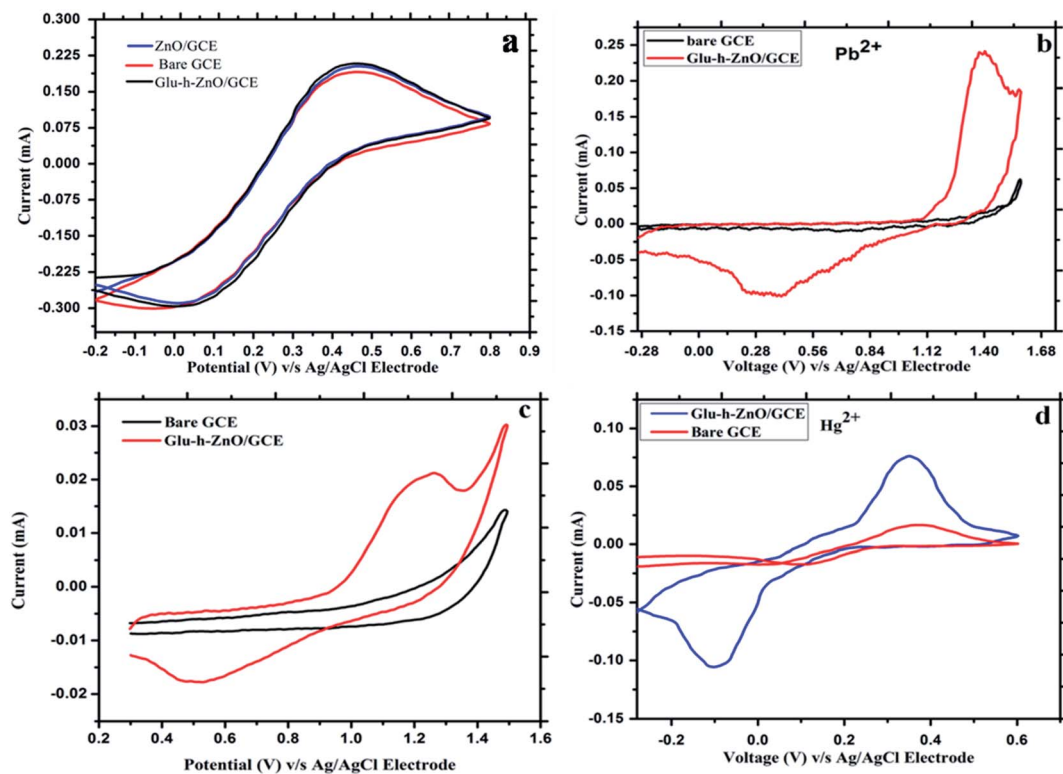 a
ZnO/GCE
Bare GCE
Glu-h-ZnO/GCE
0.300
0.225
0.150
0.075
0.000
-0.075
-0.150
-0.225
-0.300
Current (mA)
-0.2 -0.1 0.0 0.1 0.2 0.3 0.4 0.5 0.6 0.7 0.8 0.9
Potential (V) v/s Ag/AgCl Electrode
b
bare GCE
Glu-h-ZnO/GCE
Pb2+
0.25
0.20
0.15
0.10
0.05
0.00
-0.05
-0.10
-0.15
Current (mA)
-0.28 0.00 0.28 0.56 0.84 1.12 1.40 1.68
Voltage (V) v/s Ag/AgCl Electrode
c
Bare GCE
Glu-h-ZnO/GCE
0.03
0.02
0.01
0.00
-0.01
-0.02
Current (mA)
0.2 0.4 0.6 0.8 1.0 1.2 1.4 1.6
Potential (V) v/s Ag/AgCl Electrode
d
Glu-h-ZnO/GCE
Bare GCE
Hg2+
0.10
0.05
0.00
-0.05
-0.10
-0.15
Current (mA)
-0.2 0.0 0.2 0.4 0.6
Voltage (V) v/s Ag/AgCl Electrode